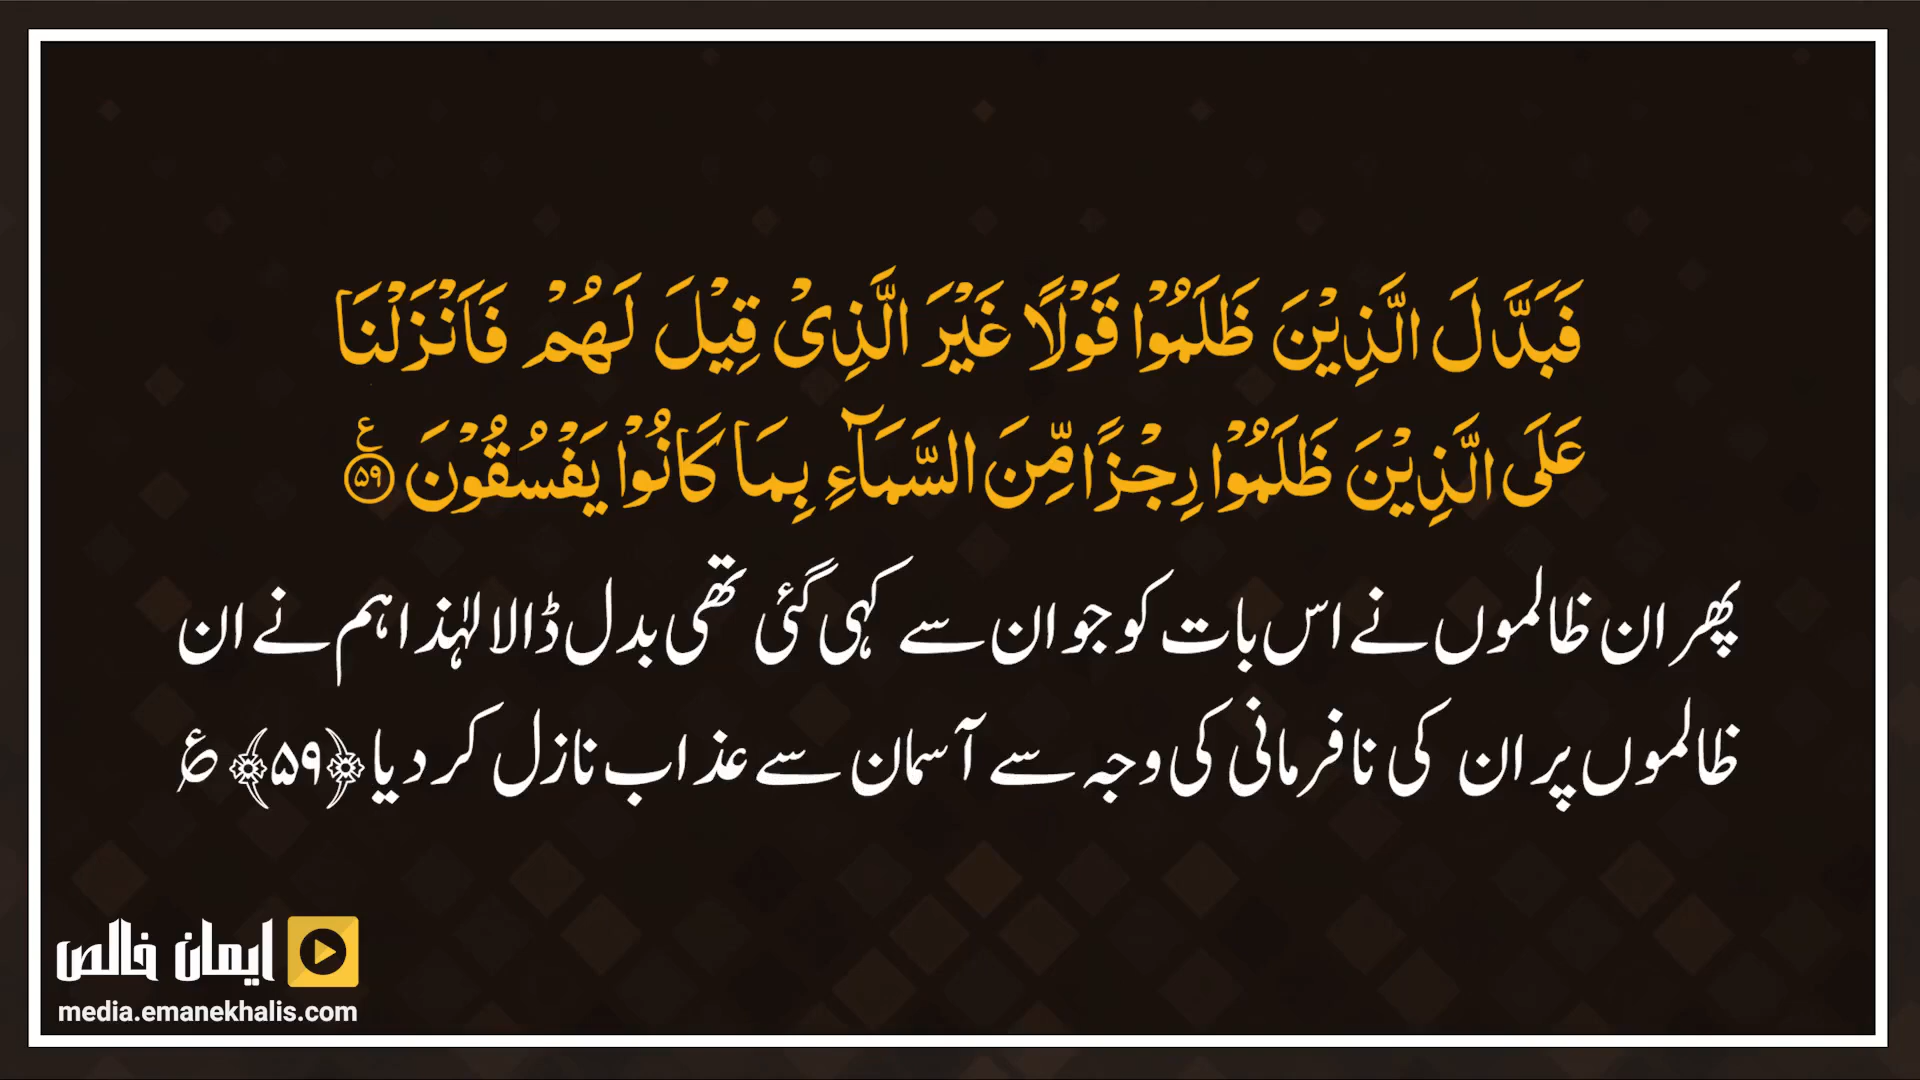 فَبَدَّلَ الَّذِيْنَ ظَلَمُوْا قَوْلًا غَيْرَ الَّذِىْ قِيْلَ لَهُمْ فَاَنْزَلْنَا
عَلَى الَّذِيْنَ ظَلَمُوْا رِجْزًا مِّنَ السَّمَآءِ بِمَا كَانُوْا يَفْسُقُوْنَ ۵۹ ع
پھر ان ظالموں نے اس بات کو جو ان سے کہی گئی تھی بدل ڈالا لہٰذا ہم نے ان
ظالموں پر ان کی نافرمانی کی وجہ سے آسمان سے عذاب نازل کر دیا ﴿۵۹﴾ ع
ایمان خالص
media.emanekhalis.com